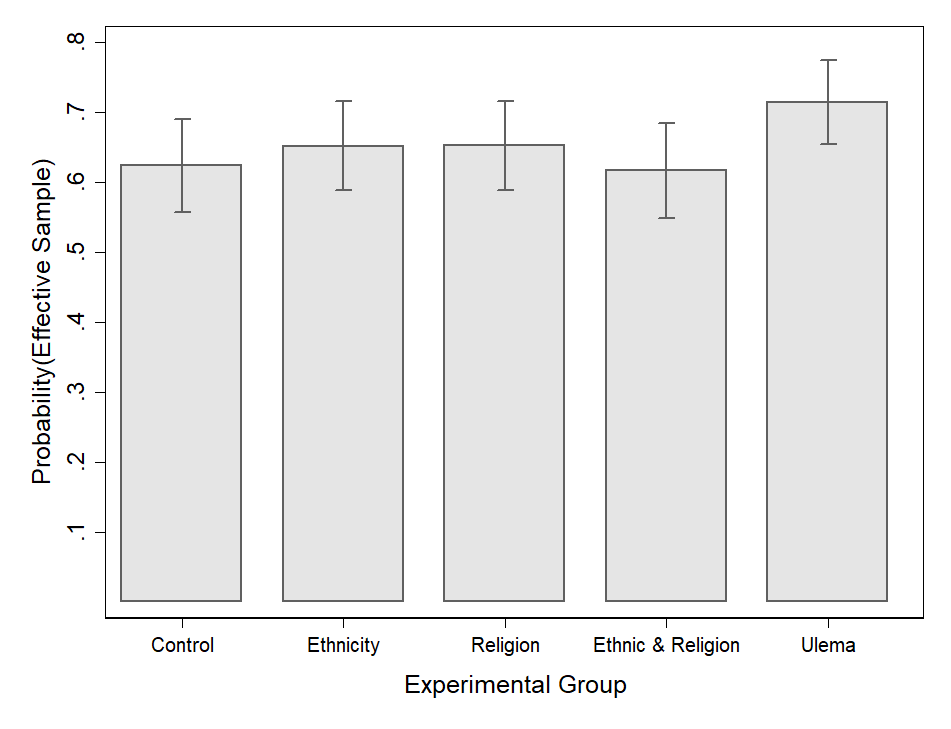 Probability(Effective Sample)
.8
.7
.6
.5
.4
.3
.2
.1
Control Ethnicity Religion Ethnic & Religion Ulema
Experimental Group